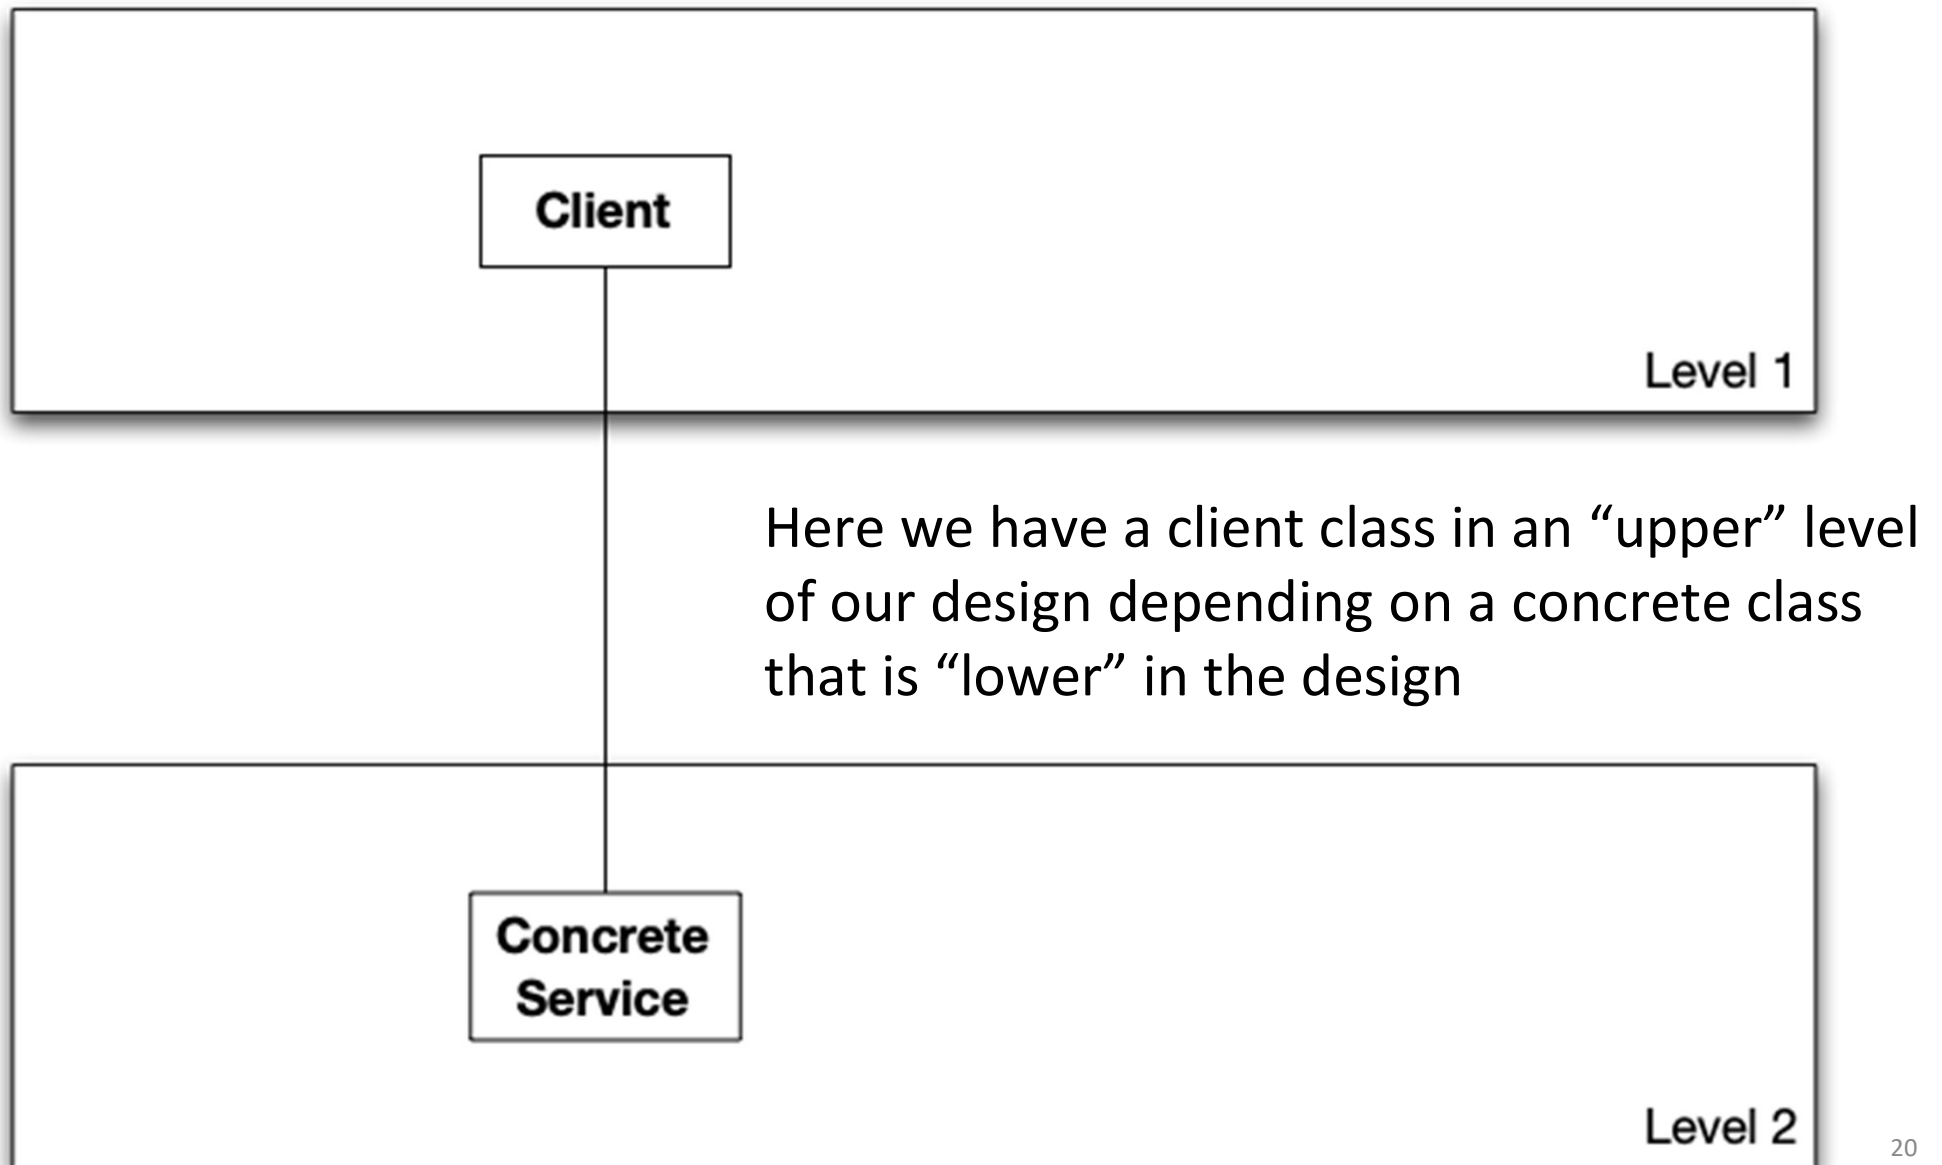 Client
Level 1
Here we have a client class in an “upper” level
of our design depending on a concrete class
that is “lower” in the design
Concrete
Service
Level 2
20